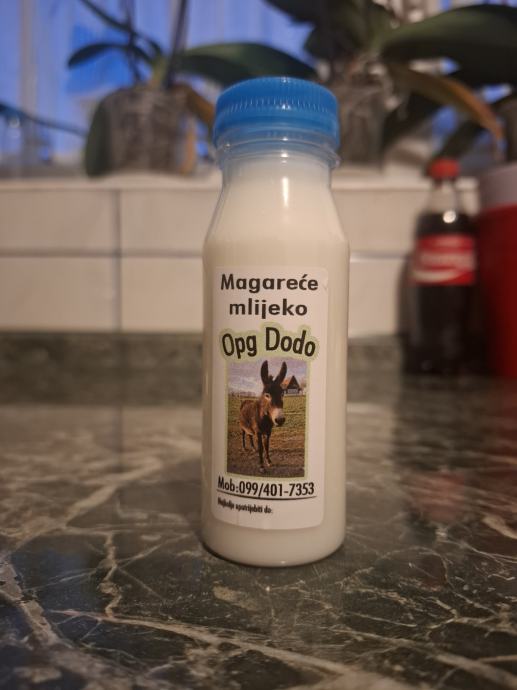 Magareće
mlijeko
Opg Dodo
Mob:099/401-7353
Najbolje upotrijebiti do: